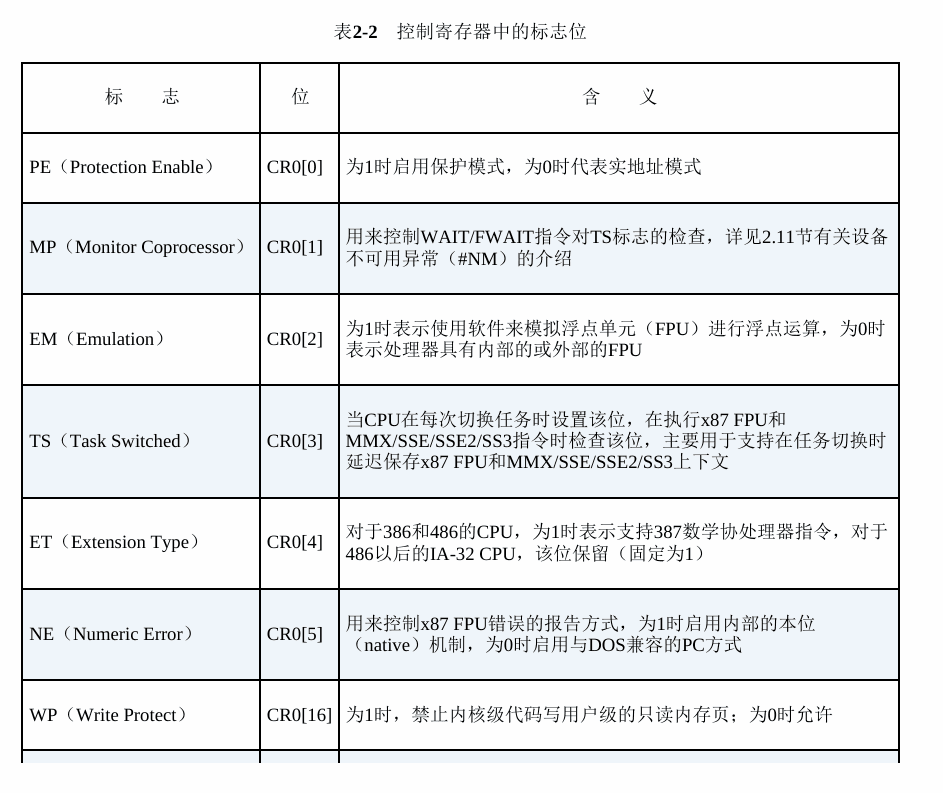 表2-2 控制寄存器中的标志位
标 志 位 含 义
PE（Protection Enable） CR0[0] 为1时启用保护模式，为0时代表实地址模式
MP（Monitor Coprocessor） CR0[1] 用来控制WAIT/FWAIT指令对TS标志的检查，详见2.11节有关设备
不可用异常（#NM）的介绍
EM（Emulation） CR0[2] 为1时表示使用软件来模拟浮点单元（FPU）进行浮点运算，为0时
表示处理器具有内部的或外部的FPU
TS（Task Switched） CR0[3] 当CPU在每次切换任务时设置该位，在执行x87 FPU和
MMX/SSE/SSE2/SS3指令时检查该位，主要用于支持在任务切换时
延迟保存x87 FPU和MMX/SSE/SSE2/SS3上下文
ET（Extension Type） CR0[4] 对于386和486的CPU，为1时表示支持387数学协处理器指令，对于
486以后的IA-32 CPU，该位保留（固定为1）
NE（Numeric Error） CR0[5] 用来控制x87 FPU错误的报告方式，为1时启用内部的本位
（native）机制，为0时启用与DOS兼容的PC方式
WP（Write Protect） CR0[16] 为1时，禁止内核级代码写用户级的只读内存页；为0时允许